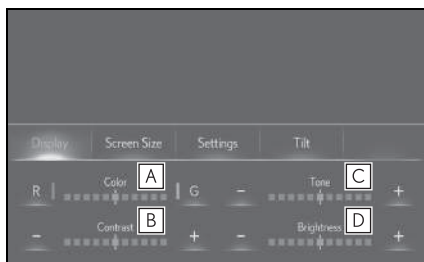 Display Screen Size Settings Tilt
R Color A G - Tone C +
- Contrast B + - Brightness D +